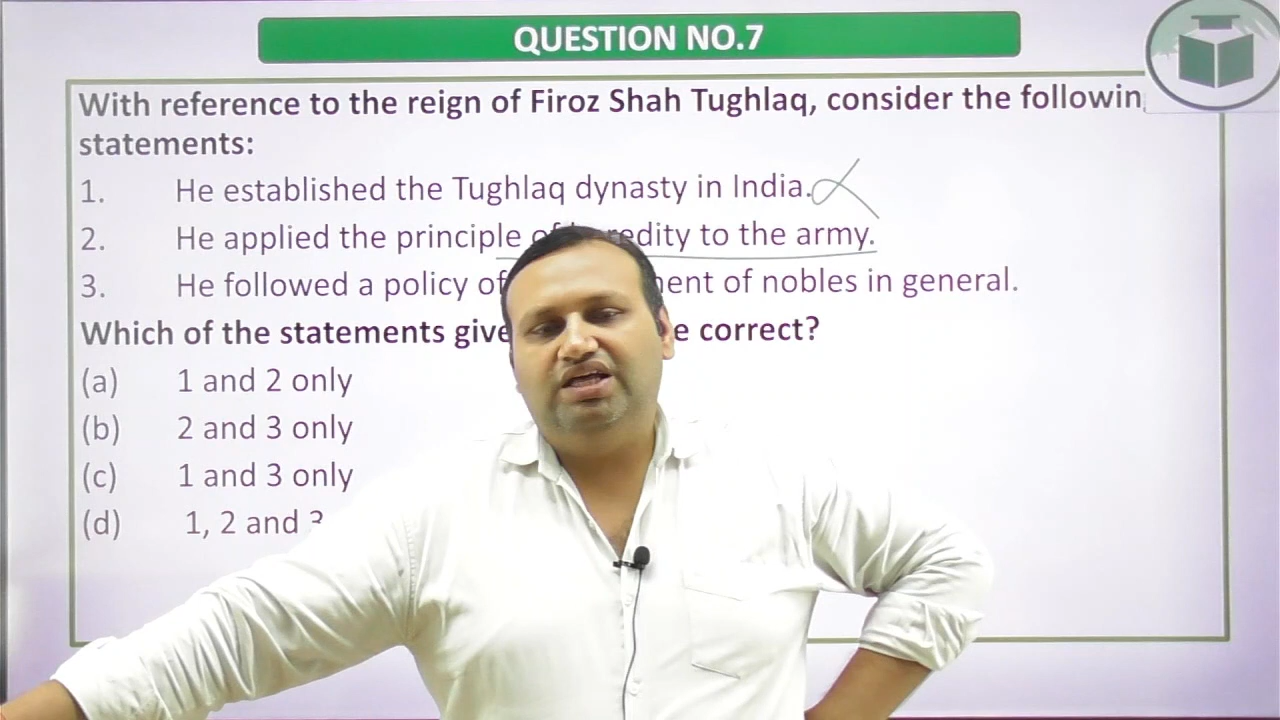 QUESTION NO.7
With reference to the reign of Firoz Shah Tughlaq, consider the followin
statements:
1. He established the Tughlaq dynasty in India.
2. He applied the principle of redity to the army.
3. He followed a policy of ent of nobles in general.
Which of the statements give e correct?
(a) 1 and 2 only
(b) 2 and 3 only
(c) 1 and 3 only
(d) 1, 2 and 3